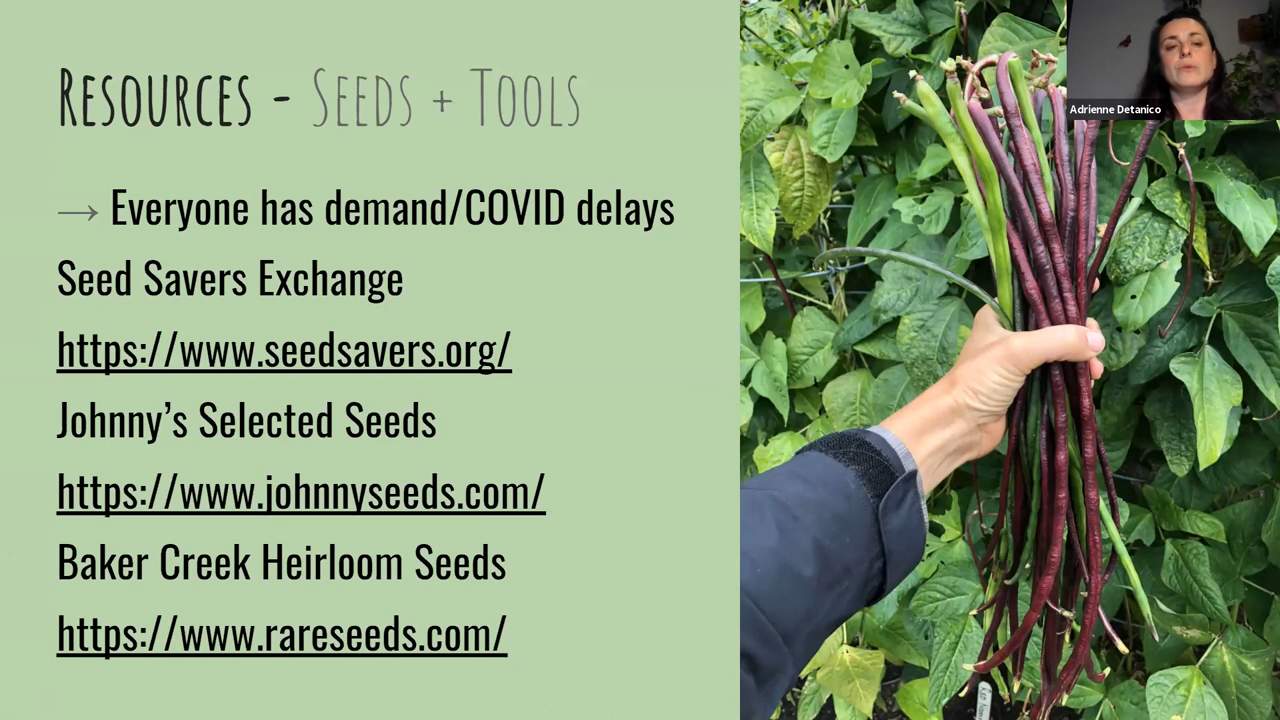 Resources - Seeds + Tools
→ Everyone has demand/COVID delays
Seed Savers Exchange
https://www.seedsavers.org/
Johnny’s Selected Seeds
https://www.johnnyseeds.com/
Baker Creek Heirloom Seeds
https://www.rareseeds.com/
Adrienne Detanico